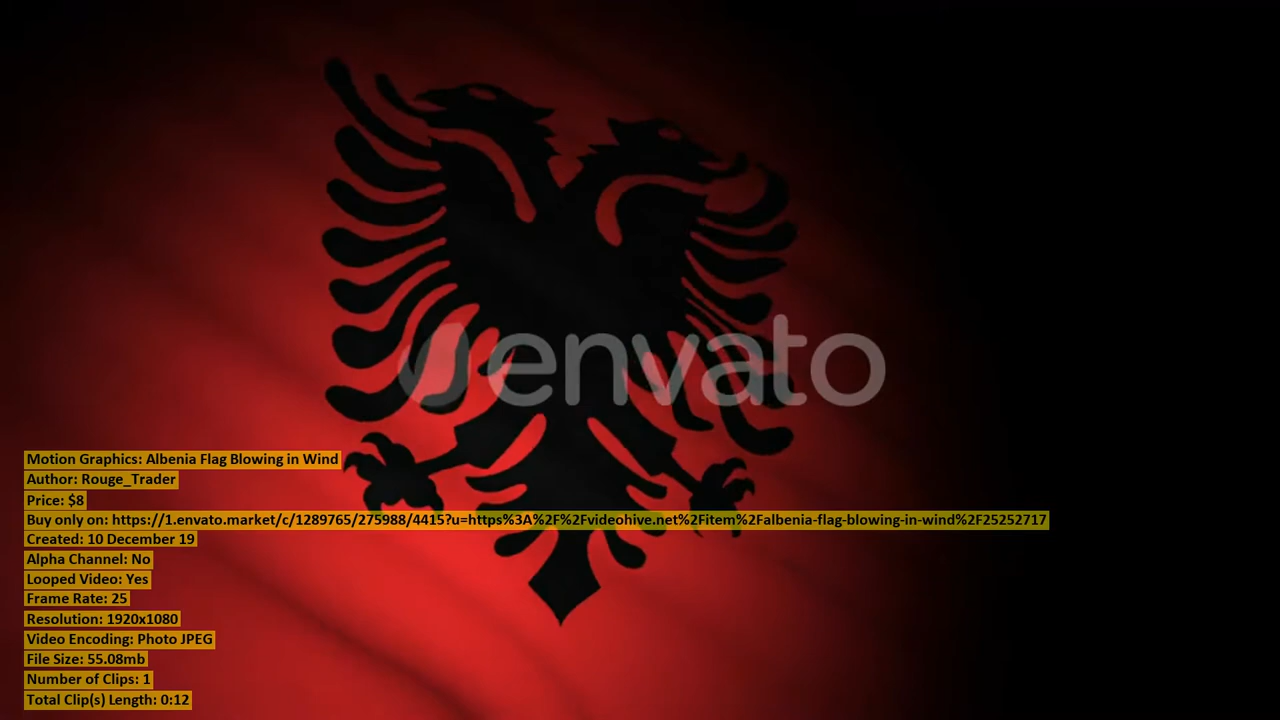 envato
Motion Graphics: Albenia Flag Blowing in Wind
Author: Rouge_Trader
Price: $8
Buy only on: https://1.envato.market/c/1289765/275988/4415?u=https%3A%2F%2Fvideohive.net%2Fitem%2Falbenia-flag-blowing-in-wind%2F25252717
Created: 10 December 19
Alpha Channel: No
Looped Video: Yes
Frame Rate: 25
Resolution: 1920x1080
Video Encoding: Photo JPEG
File Size: 55.08mb
Number of Clips: 1
Total Clip(s) Length: 0:12